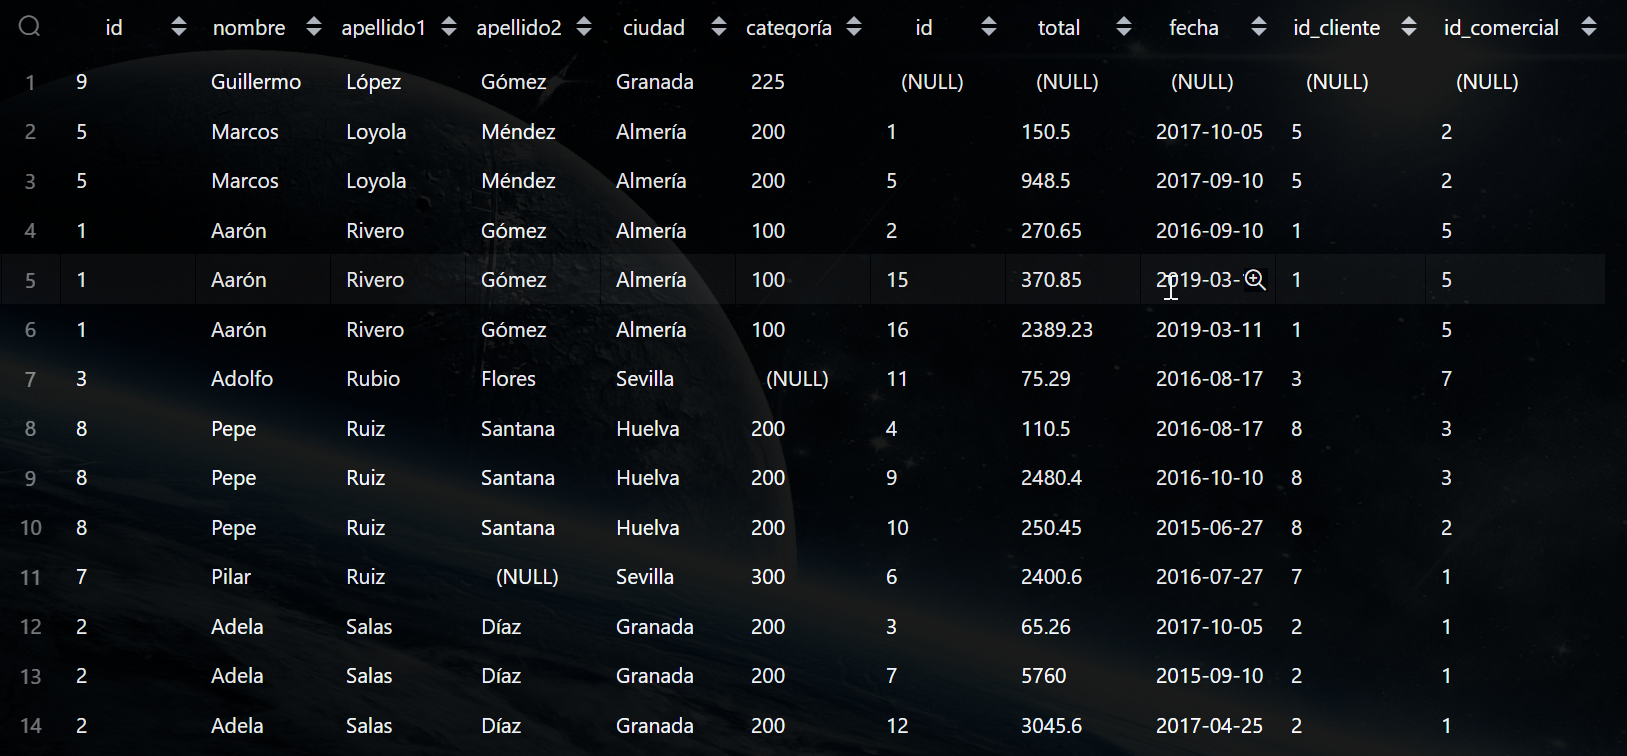 id nombre apellido1 apellido2 ciudad categoría id total fecha id_cliente id_comercial
1 9 Guillermo López Gómez Granada 225 (NULL) (NULL) (NULL) (NULL) (NULL)
2 5 Marcos Loyola Méndez Almería 200 1 150.5 2017-10-05 5 2
3 5 Marcos Loyola Méndez Almería 200 5 948.5 2017-09-10 5 2
4 1 Aarón Rivero Gómez Almería 100 2 270.65 2016-09-10 1 5
5 1 Aarón Rivero Gómez Almería 100 15 370.85 2019-03- 1 5
6 1 Aarón Rivero Gómez Almería 100 16 2389.23 2019-03-11 1 5
7 3 Adolfo Rubio Flores Sevilla (NULL) 11 75.29 2016-08-17 3 7
8 8 Pepe Ruiz Santana Huelva 200 4 110.5 2016-08-17 8 3
9 8 Pepe Ruiz Santana Huelva 200 9 2480.4 2016-10-10 8 3
10 8 Pepe Ruiz Santana Huelva 200 10 250.45 2015-06-27 8 2
11 7 Pilar Ruiz (NULL) Sevilla 300 6 2400.6 2016-07-27 7 1
12 2 Adela Salas Díaz Granada 200 3 65.26 2017-10-05 2 1
13 2 Adela Salas Díaz Granada 200 7 5760 2015-09-10 2 1
14 2 Adela Salas Díaz Granada 200 12 3045.6 2017-04-25 2 1